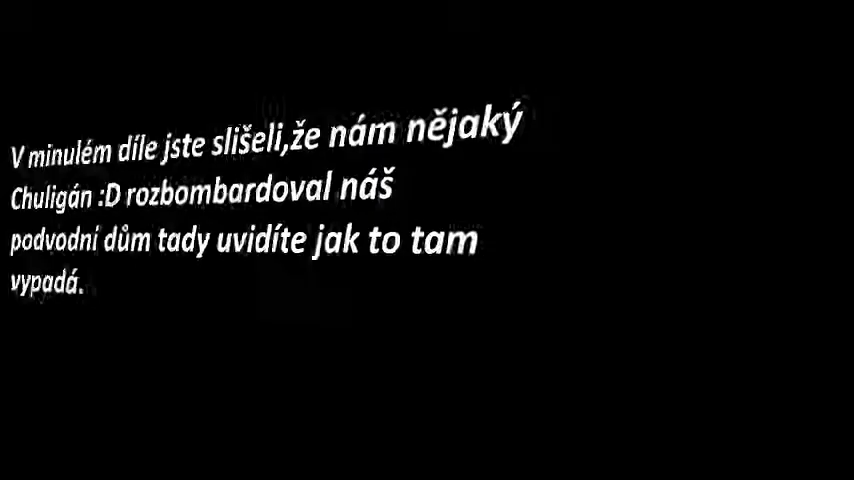 V minulém díle jste slišeli,že nám nějaký
Chuligán :D rozbombardoval náš
podvodní dům tady uvidíte jak to tam
vypadá.